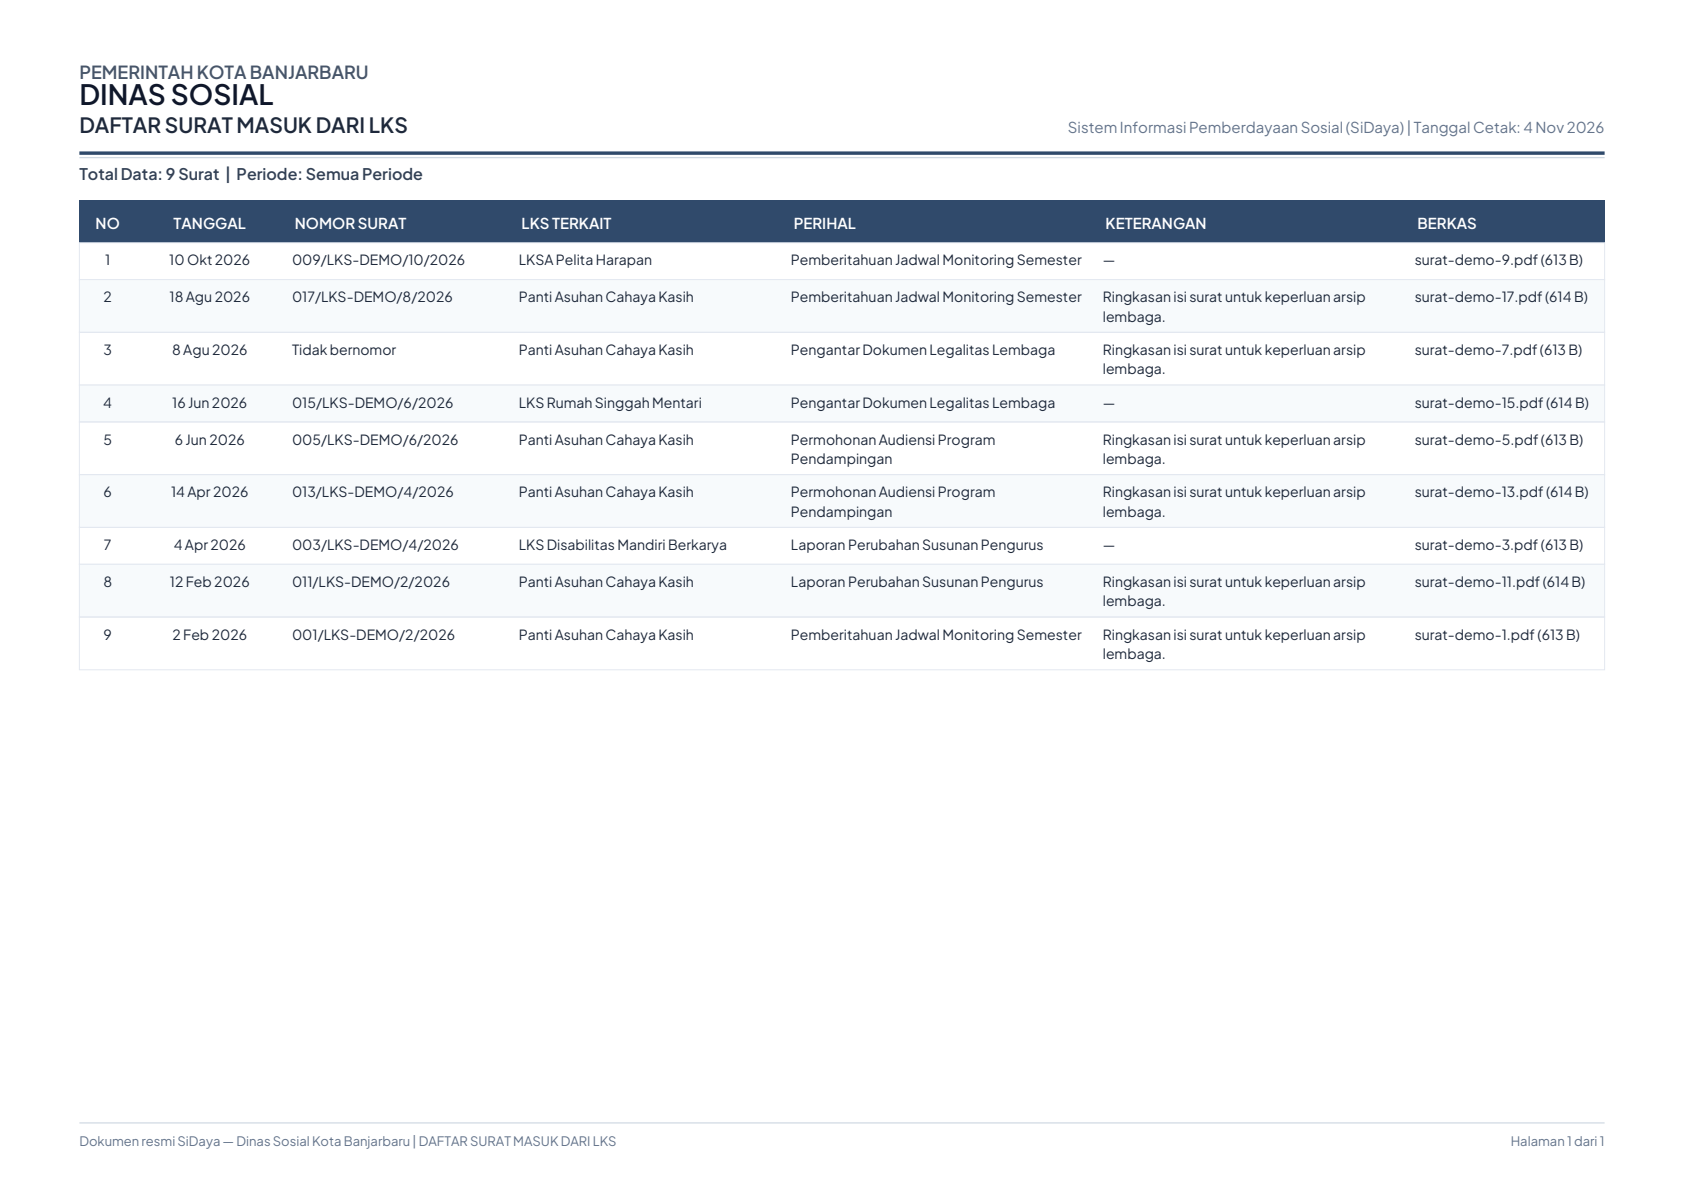 PEMERINTAH KOTA BANJARBARU
DINAS SOSIAL
DAFTAR SURAT MASUK DARI LKS
Sistem Informasi Pemberdayaan Sosial (SiDaya) | Tanggal Cetak: 4 Nov 2026
Total Data: 9 Surat | Periode: Semua Periode
NO TANGGAL NOMOR SURAT LKS TERKAIT PERIHAL KETERANGAN BERKAS
1 10 Okt 2026 009/LKS-DEMO/10/2026 LKSA Pelita Harapan Pemberitahuan Jadwal Monitoring Semester — surat-demo-9.pdf (613 B)
2 18 Agu 2026 017/LKS-DEMO/8/2026 Panti Asuhan Cahaya Kasih Pemberitahuan Jadwal Monitoring Semester Ringkasan isi surat untuk keperluan arsip surat-demo-17.pdf (614 B)
lembaga.
3 8 Agu 2026 Tidak bernomor Panti Asuhan Cahaya Kasih Pengantar Dokumen Legalitas Lembaga Ringkasan isi surat untuk keperluan arsip surat-demo-7.pdf (613 B)
lembaga.
4 16 Jun 2026 015/LKS-DEMO/6/2026 LKS Rumah Singgah Mentari Pengantar Dokumen Legalitas Lembaga — surat-demo-15.pdf (614 B)
5 6 Jun 2026 005/LKS-DEMO/6/2026 Panti Asuhan Cahaya Kasih Permohonan Audiensi Program Ringkasan isi surat untuk keperluan arsip surat-demo-5.pdf (613 B)
Pendampingan lembaga.
6 14 Apr 2026 013/LKS-DEMO/4/2026 Panti Asuhan Cahaya Kasih Permohonan Audiensi Program Ringkasan isi surat untuk keperluan arsip surat-demo-13.pdf (614 B)
Pendampingan lembaga.
7 4 Apr 2026 003/LKS-DEMO/4/2026 LKS Disabilitas Mandiri Berkarya Laporan Perubahan Susunan Pengurus — surat-demo-3.pdf (613 B)
8 12 Feb 2026 011/LKS-DEMO/2/2026 Panti Asuhan Cahaya Kasih Laporan Perubahan Susunan Pengurus Ringkasan isi surat untuk keperluan arsip surat-demo-11.pdf (614 B)
lembaga.
9 2 Feb 2026 001/LKS-DEMO/2/2026 Panti Asuhan Cahaya Kasih Pemberitahuan Jadwal Monitoring Semester Ringkasan isi surat untuk keperluan arsip surat-demo-1.pdf (613 B)
lembaga.
Dokumen resmi SiDaya — Dinas Sosial Kota Banjarbaru | DAFTAR SURAT MASUK DARI LKS
Halaman 1 dari 1